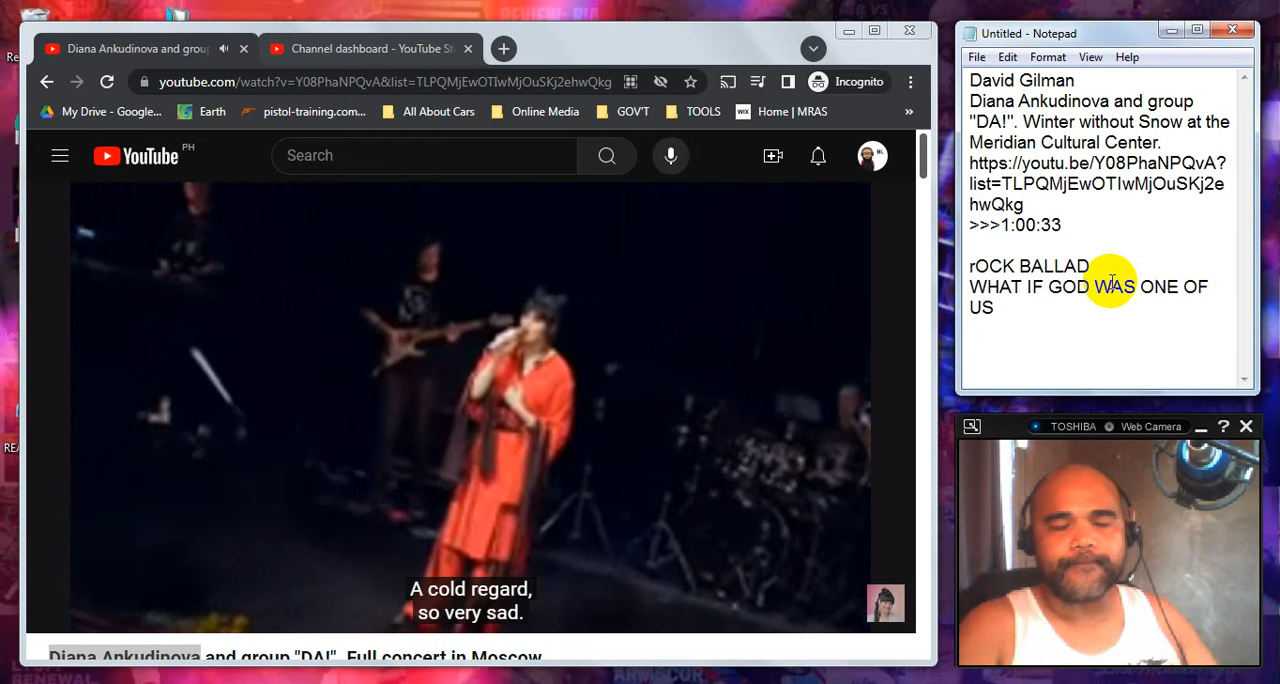 Diana Ankudinova and group
Channel dashboard - YouTube St
youtube.com/watch?v=Y08PhaNPQvA&list=TLPQMjEwOTIwMjOuSKj2ehwQkg
Incognito
My Drive - Google...
Earth
pistol-training.com...
All About Cars
Online Media
GOV'T
TOOLS
WIX
Home | MRAS
»
YouTube PH
Search
A cold regard,
so very sad.
Diana Ankudinova and group "DA!". Full concert in Moscow
Untitled - Notepad
File Edit Format View Help
David Gilman
Diana Ankudinova and group
"DA!". Winter without Snow at the
Meridian Cultural Center.
https://youtu.be/Y08PhaNPQvA?
list=TLPQMjEwOTIwMjOuSKj2e
hwQkg
>>>1:00:33
rOCK BALLAD
WHAT IF GOD WAS ONE OF
US
TOSHIBA Web Camera